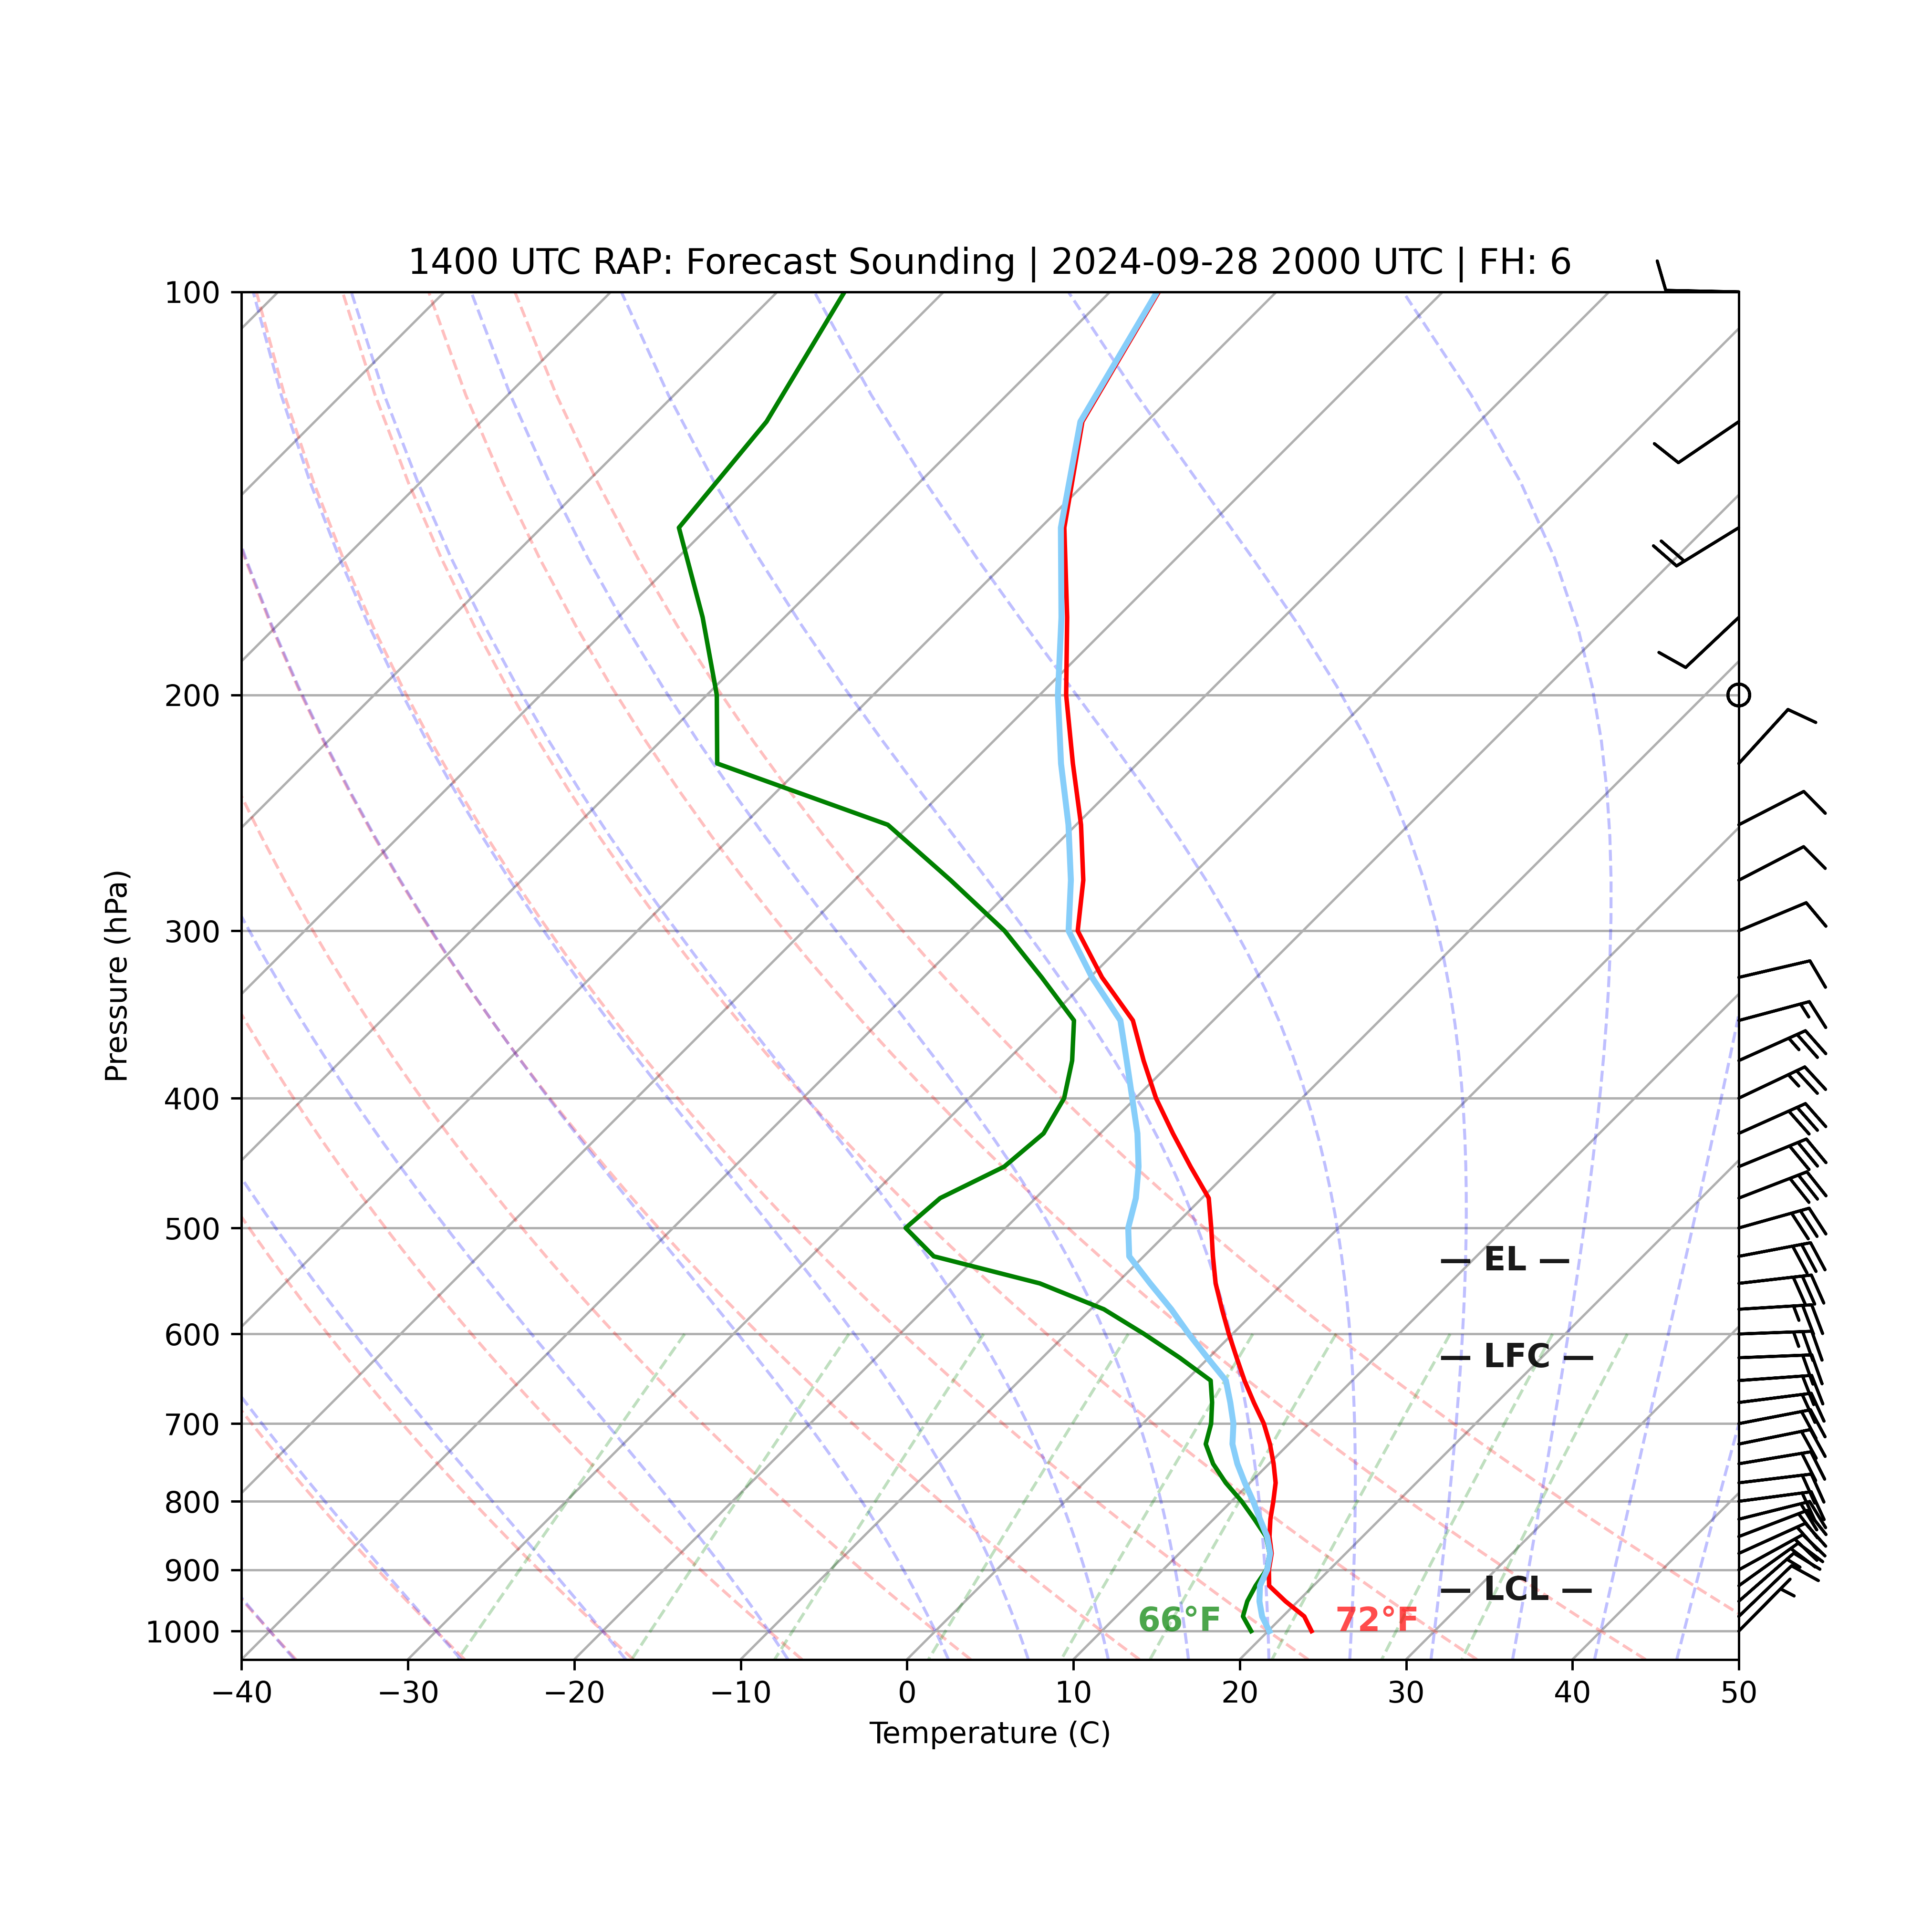 1400 UTC RAP: Forecast Sounding | 2024-09-28 2000 UTC | FH: 6
100
200
300
400
500
600
700
800
900
1000
Pressure (hPa)
— EL —
— LFC —
— LCL —
66°F
72°F
−40
−30
−20
−10
0
10
20
30
40
50
Temperature (C)